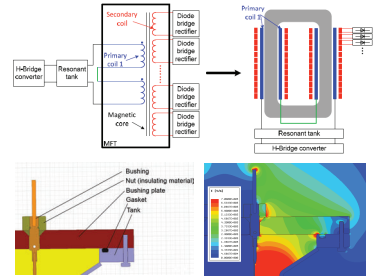 Secondary
coil
Diode
bridge
rectifier
Diode
bridge
rectifier
Diode
bridge
rectifier
Diode
bridge
rectifier
Primary
coil 1
H-Bridge
converter
Resonant
tank
Magnetic
core
MFT
Primary
coil 1
Resonant tank
H-Bridge converter
Bushing
Nut (insulating material)
Bushing plate
Gasket
Tank